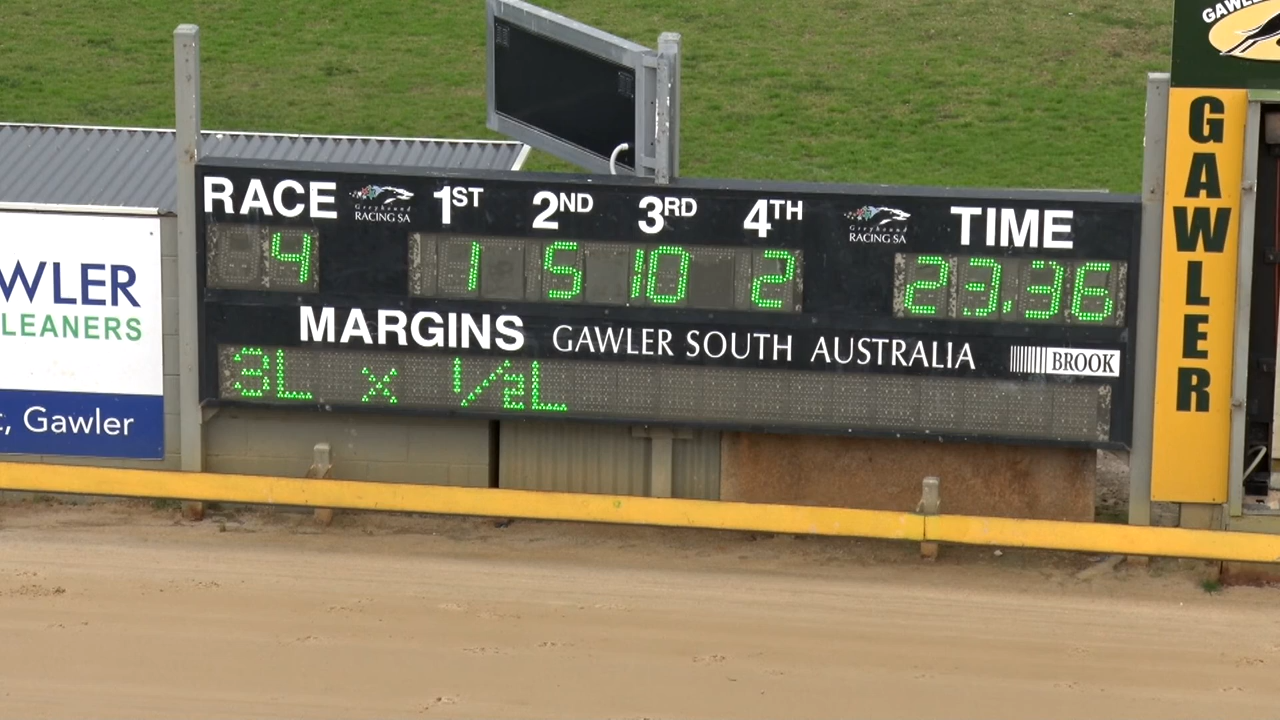 GAWLER
RACE
Greyhound
RACING SA
1ST 2ND 3RD 4TH
Greyhound
RACING SA
TIME
4 1 5 10 2 23.36
MARGINS GAWLER SOUTH AUSTRALIA BROOK
3L x 1/2L
WLER
LEANERS
, Gawler